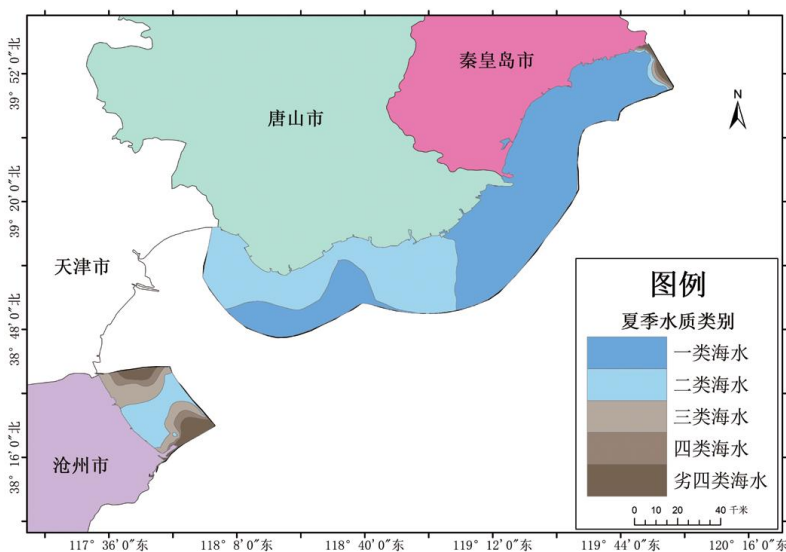 秦皇岛市
唐山市
天津市
沧州市
N
图例
夏季水质类别
一类海水
二类海水
三类海水
四类海水
劣四类海水
0 10 20 40 千米
39° 52′0″北
39° 20′0″北
38° 48′0″北
38° 16′0″北
117° 36′0″东
118° 8′0″东
118° 40′0″东
119° 12′0″东
119° 44′0″东
120° 16′0″东